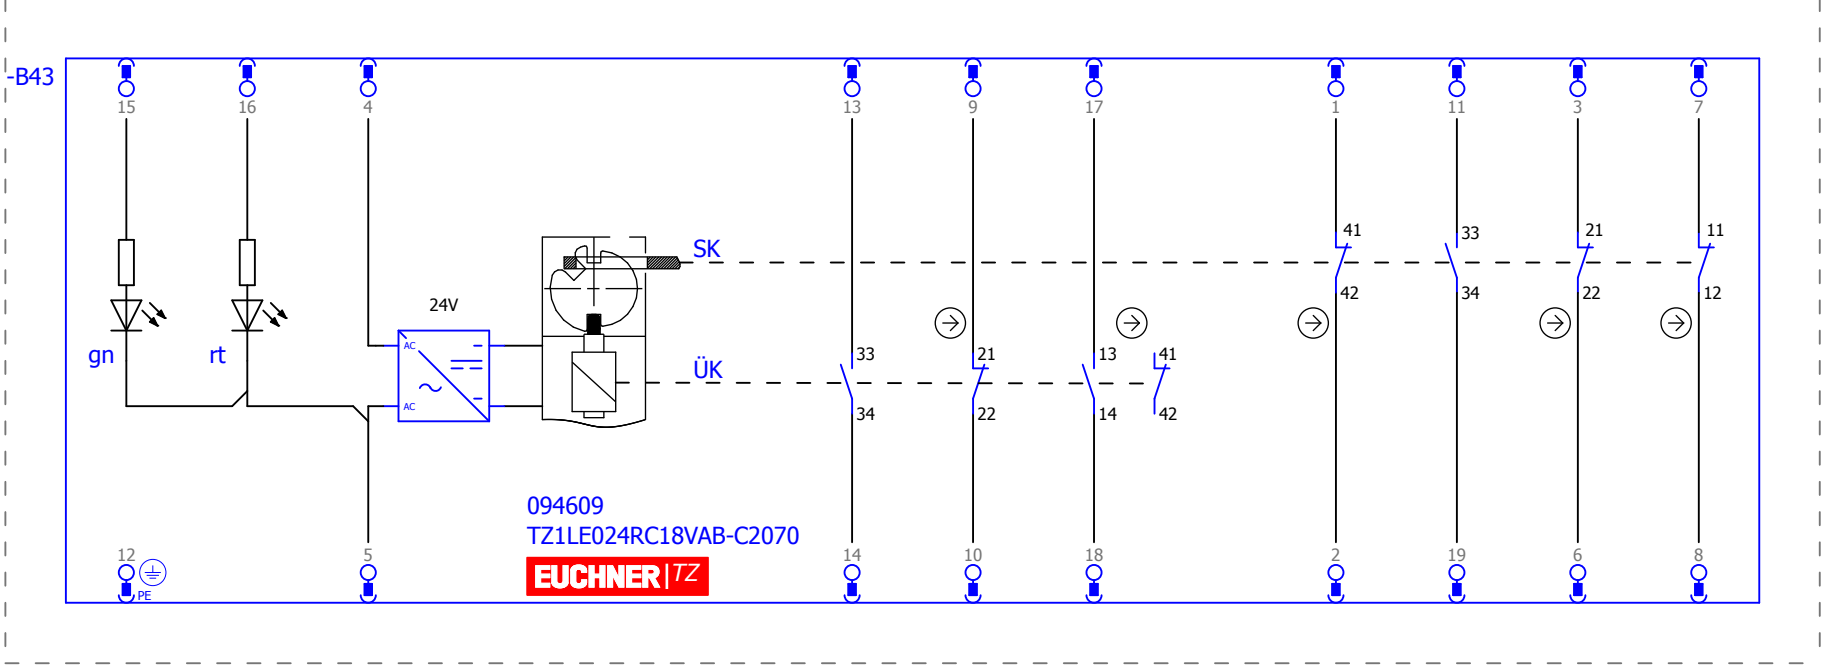 -B43
15 16 4 13 9 17 1 11 3 7
SK
41 33 21 11
42 34 22 12
24V
gn rt
AC
AC
ÜK
33 21 13 41
34 22 14 42
094609
TZ1LE024RC18VAB-C2070
EUCHNER|TZ
12 5 14 10 18 2 19 6 8
PE